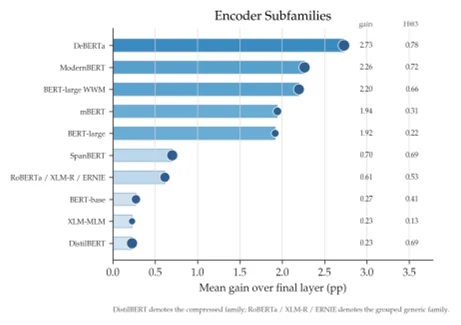 Encoder Subfamilies
gain H@3
DeBERTa 2.73 0.78
ModernBERT 2.26 0.72
BERT-large WWM 2.20 0.66
mBERT 1.94 0.31
BERT-large 1.92 0.22
SpanBERT 0.70 0.69
RoBERTa / XLM-R / ERNIE 0.61 0.53
BERT-base 0.27 0.41
XLM-MLM 0.23 0.13
DistilBERT 0.23 0.69
0.0 0.5 1.0 1.5 2.0 2.5 3.0 3.5
Mean gain over final layer (pp)
DistilBERT denotes the compressed family; RoBERTa / XLM-R / ERNIE denotes the grouped generic family.